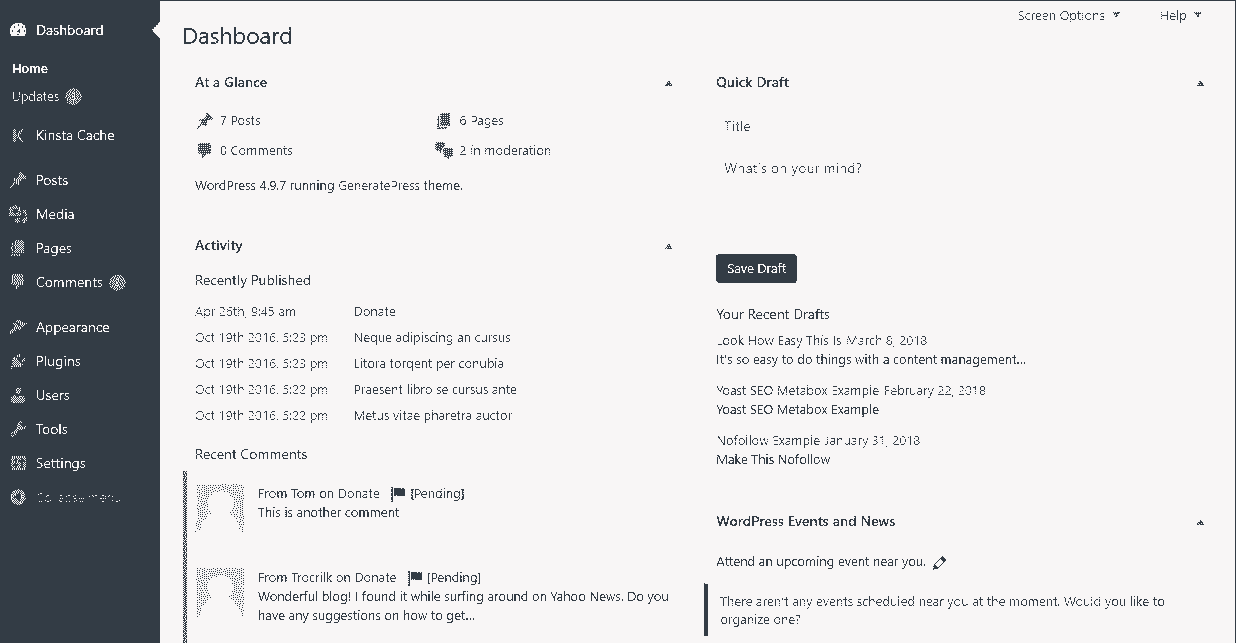 Dashboard
Home
Updates
Kinsta Cache
Posts
Media
Pages
Comments
Appearance
Plugins
Users
Tools
Settings
Collapse menu
Screen Options
Help
Dashboard
At a Glance
7 Posts
6 Pages
8 Comments
2 in moderation
WordPress 4.9.7 running GeneratePress theme.
Activity
Recently Published
Apr 26th, 9:45 am Donate
Oct 19th 2016, 5:23 pm Neque adipiscing an cursus
Oct 19th 2016, 5:23 pm Litora torqent per conubia
Oct 19th 2016, 5:22 pm Praesent libro se cursus ante
Oct 19th 2016, 5:22 pm Metus vitae pharetra auctor
Recent Comments
From Tom on Donate [Pending]
This is another comment
From Trocrilk on Donate [Pending]
Wonderful blog! I found it while surfing around on Yahoo News. Do you
have any suggestions on how to get...
Quick Draft
Title
What's on your mind?
Save Draft
Your Recent Drafts
Look How Easy This Is March 8, 2018
It's so easy to do things with a content management...
Yoast SEO Metabox Example February 22, 2018
Yoast SEO Metabox Example
Nofollow Example January 31, 2018
Make This Nofollow
WordPress Events and News
Attend an upcoming event near you.
There aren't any events scheduled near you at the moment. Would you like to
organize one?